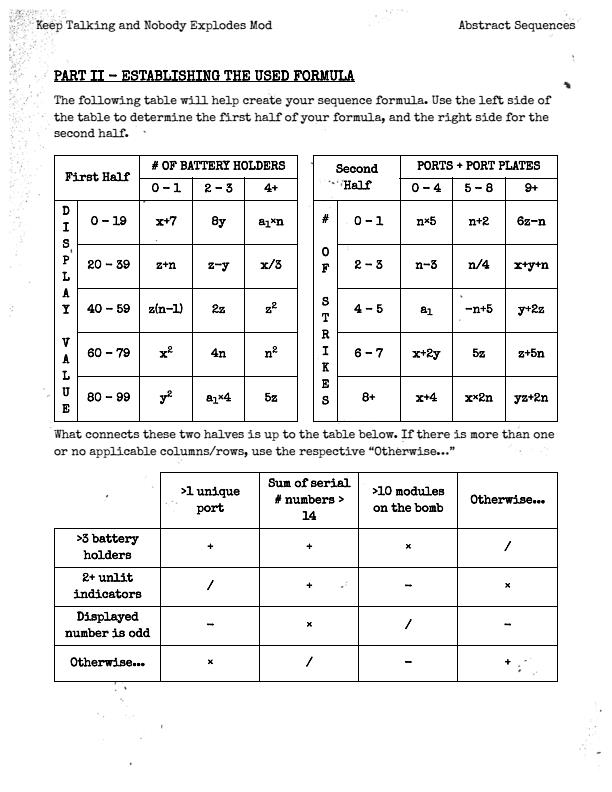 Keep Talking and Nobody Explodes Mod Abstract Sequences
PART II – ESTABLISHING THE USED FORMULA
The following table will help create your sequence formula. Use the left side of
the table to determine the first half of your formula, and the right side for the
second half.
First Half # OF BATTERY HOLDERS
0 – 1 2 – 3 4+
DISPLAY VALUE
0 – 19 x+7 8y a₁×n
20 – 39 z+n z–y x/3
40 – 59 z(n–1) 2z z²
60 – 79 x² 4n n²
80 – 99 y² a₁×4 5z
Second Half PORTS + PORT PLATES
0 – 4 5 – 8 9+
# OF STRIKES
0 – 1 n×5 n+2 6z–n
2 – 3 n–3 n/4 x+y+n
4 – 5 a₁ –n+5 y+2z
6 – 7 x+2y 5z z+5n
8+ x+4 x×2n yz+2n
What connects these two halves is up to the table below. If there is more than one
or no applicable columns/rows, use the respective “Otherwise...”
>1 unique port Sum of serial # numbers > 14 >10 modules on the bomb Otherwise...
>3 battery holders + + × /
2+ unlit indicators / + – ×
Displayed number is odd – × / –
Otherwise... × / – +